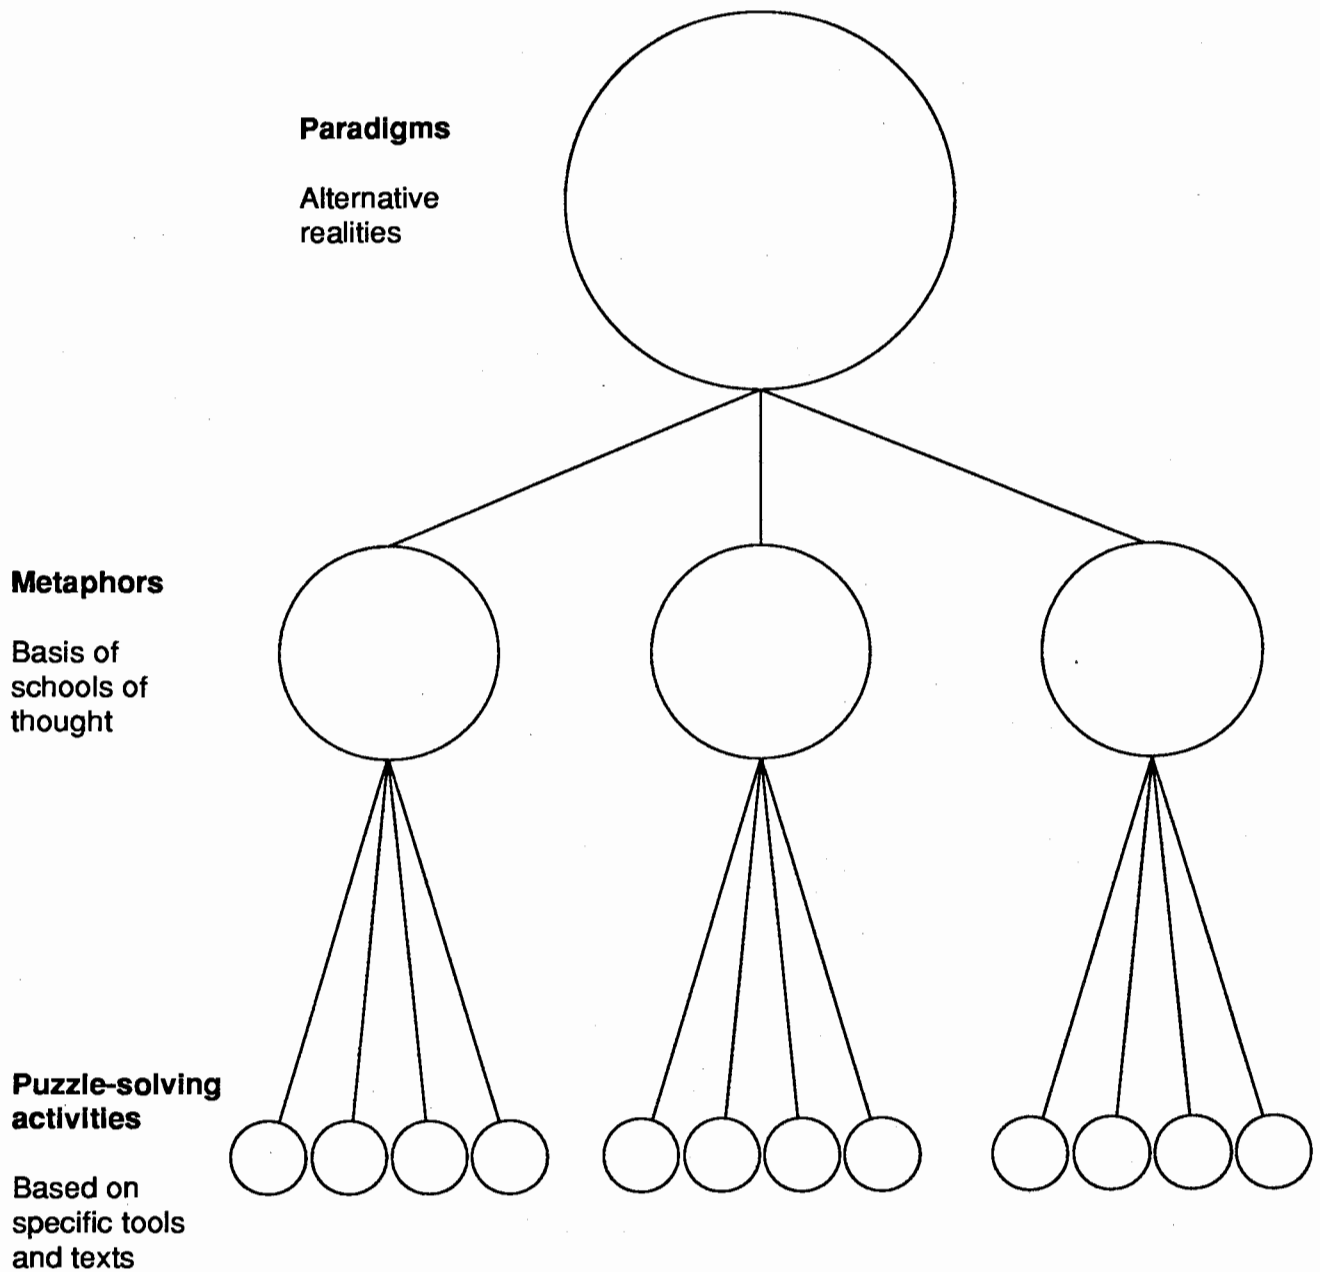 Paradigms
Alternative
realities
Metaphors
Basis of
schools of
thought
Puzzle-solving
activities
Based on
specific tools
and texts